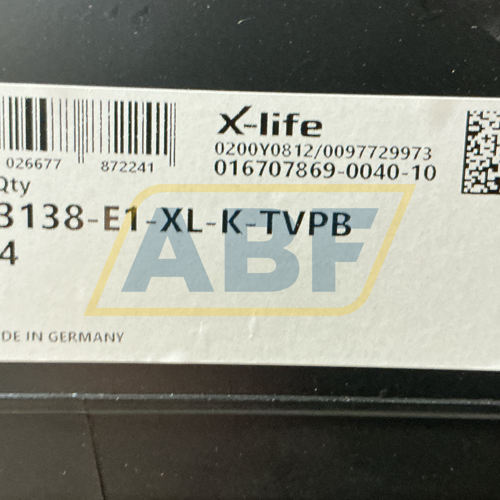 X-life
0200Y0812/0097729973
026677 872241
016707869-0040-10
Qty
3138-E1-XL-K-TVPB
4
DE IN GERMANY
ABF